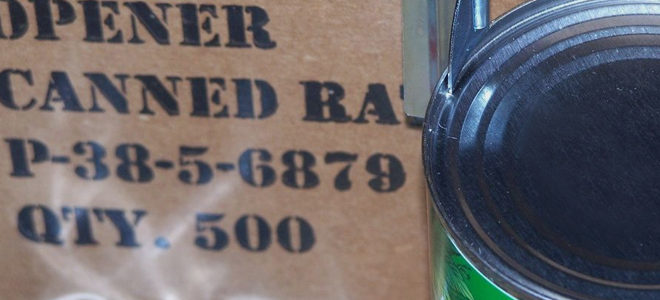 OPENER
CANNED RA
P-38-5-6879
QTY. 500